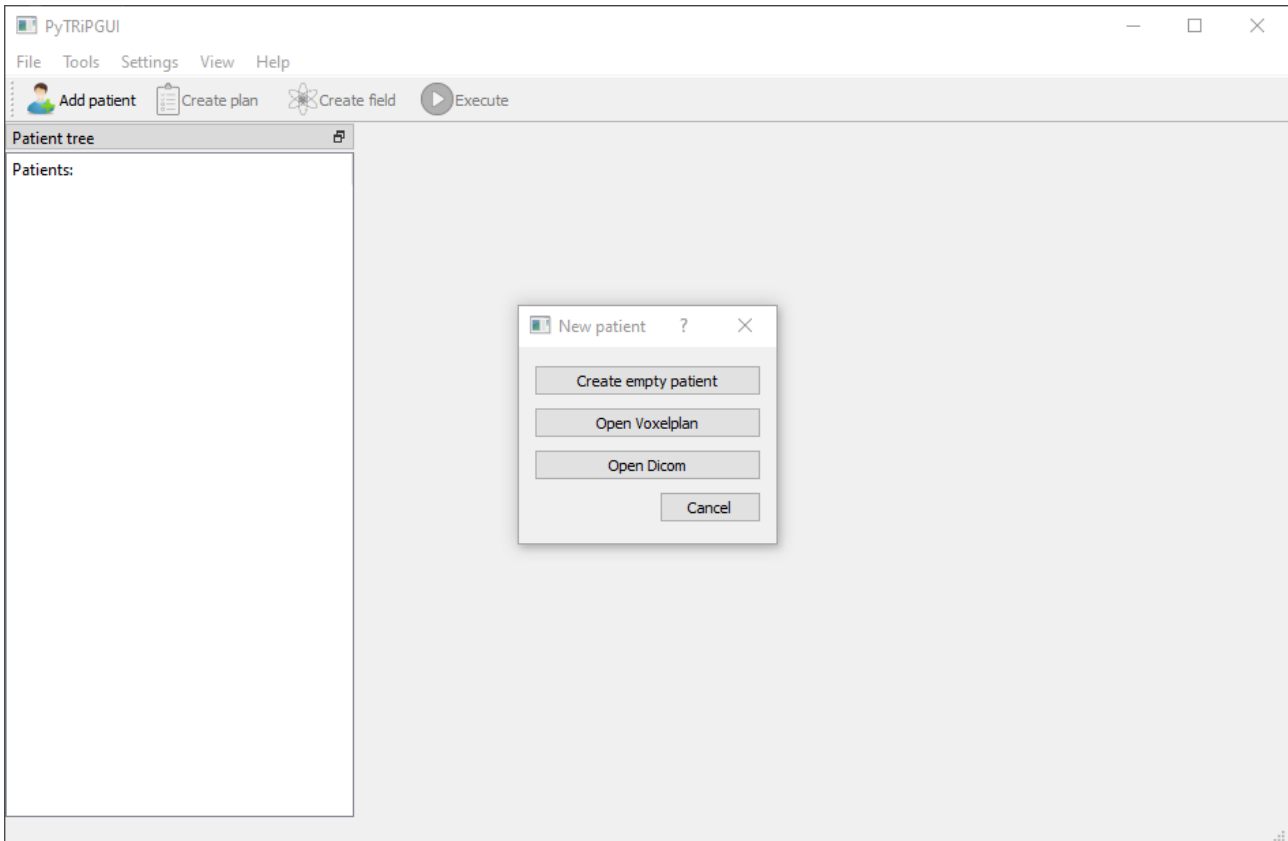 PyTRiPGUI
File Tools Settings View Help
Add patient Create plan Create field Execute
Patient tree
Patients:
New patient ?
Create empty patient
Open Voxelplan
Open Dicom
Cancel